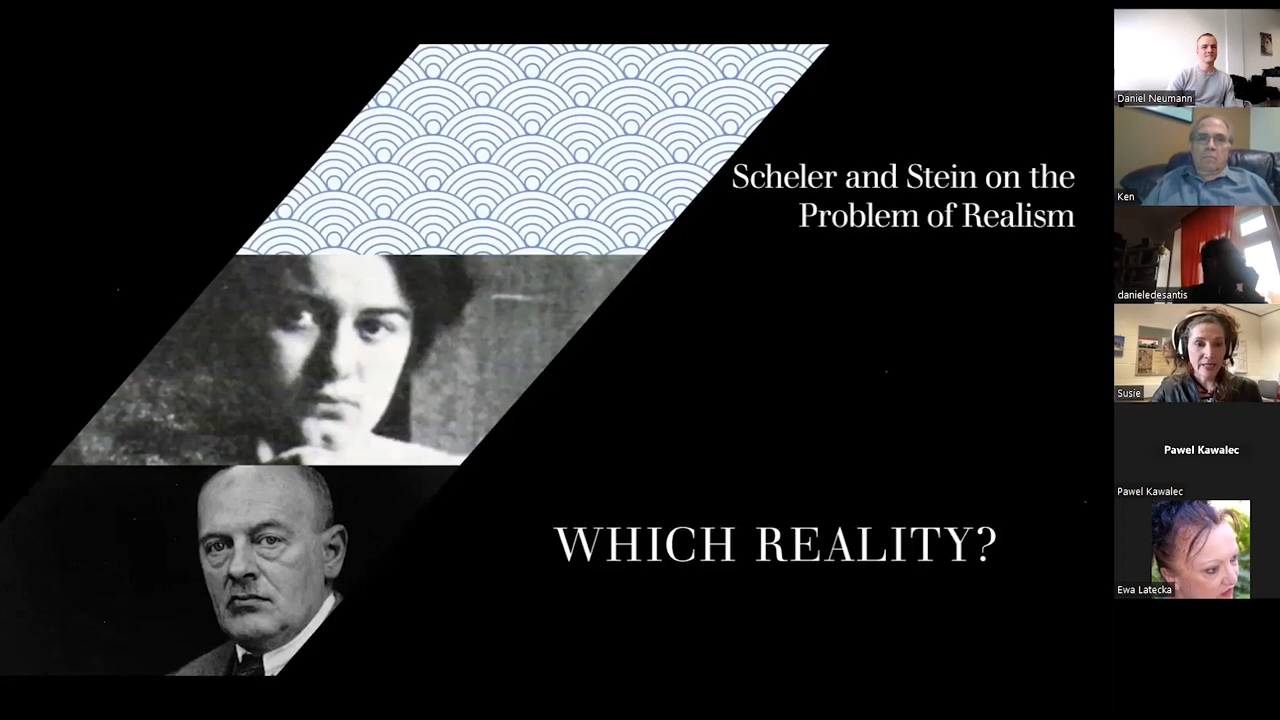 Scheler and Stein on the
Problem of Realism
WHICH REALITY?
Daniel Neumann
Ken
danieledesantis
Susie
Pawel Kawalec
Pawel Kawalec
Ewa Latecka